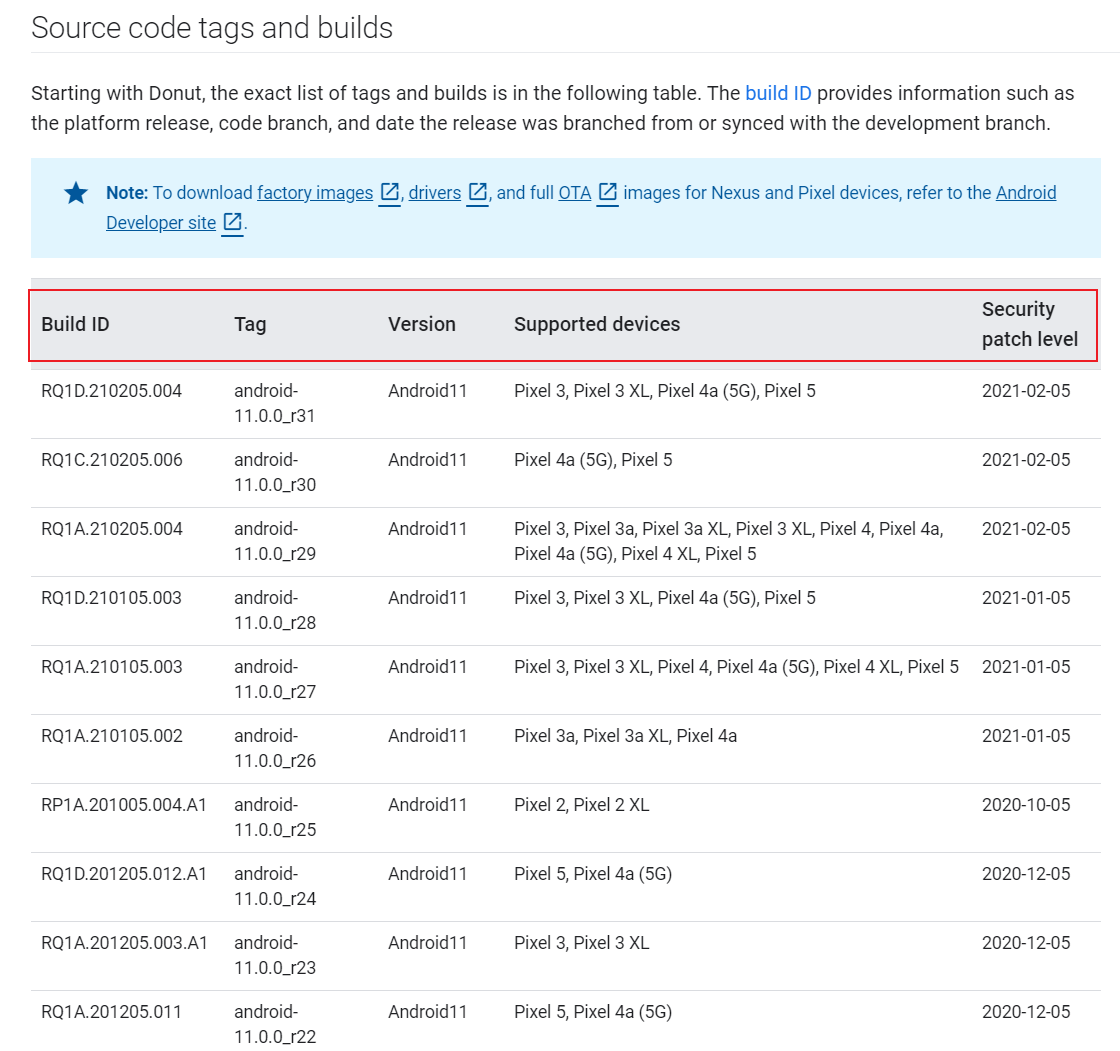 Source code tags and builds
Starting with Donut, the exact list of tags and builds is in the following table. The build ID provides information such as
the platform release, code branch, and date the release was branched from or synced with the development branch.
Note: To download factory images, drivers, and full OTA images for Nexus and Pixel devices, refer to the Android
Developer site.
Build ID Tag Version Supported devices Security patch level
RQ1D.210205.004 android-11.0.0_r31 Android11 Pixel 3, Pixel 3 XL, Pixel 4a (5G), Pixel 5 2021-02-05
RQ1C.210205.006 android-11.0.0_r30 Android11 Pixel 4a (5G), Pixel 5 2021-02-05
RQ1A.210205.004 android-11.0.0_r29 Android11 Pixel 3, Pixel 3a, Pixel 3a XL, Pixel 3 XL, Pixel 4, Pixel 4a, Pixel 4a (5G), Pixel 4 XL, Pixel 5 2021-02-05
RQ1D.210105.003 android-11.0.0_r28 Android11 Pixel 3, Pixel 3 XL, Pixel 4a (5G), Pixel 5 2021-01-05
RQ1A.210105.003 android-11.0.0_r27 Android11 Pixel 3, Pixel 3 XL, Pixel 4, Pixel 4a (5G), Pixel 4 XL, Pixel 5 2021-01-05
RQ1A.210105.002 android-11.0.0_r26 Android11 Pixel 3a, Pixel 3a XL, Pixel 4a 2021-01-05
RP1A.201005.004.A1 android-11.0.0_r25 Android11 Pixel 2, Pixel 2 XL 2020-10-05
RQ1D.201205.012.A1 android-11.0.0_r24 Android11 Pixel 5, Pixel 4a (5G) 2020-12-05
RQ1A.201205.003.A1 android-11.0.0_r23 Android11 Pixel 3, Pixel 3 XL 2020-12-05
RQ1A.201205.011 android-11.0.0_r22 Android11 Pixel 5, Pixel 4a (5G) 2020-12-05